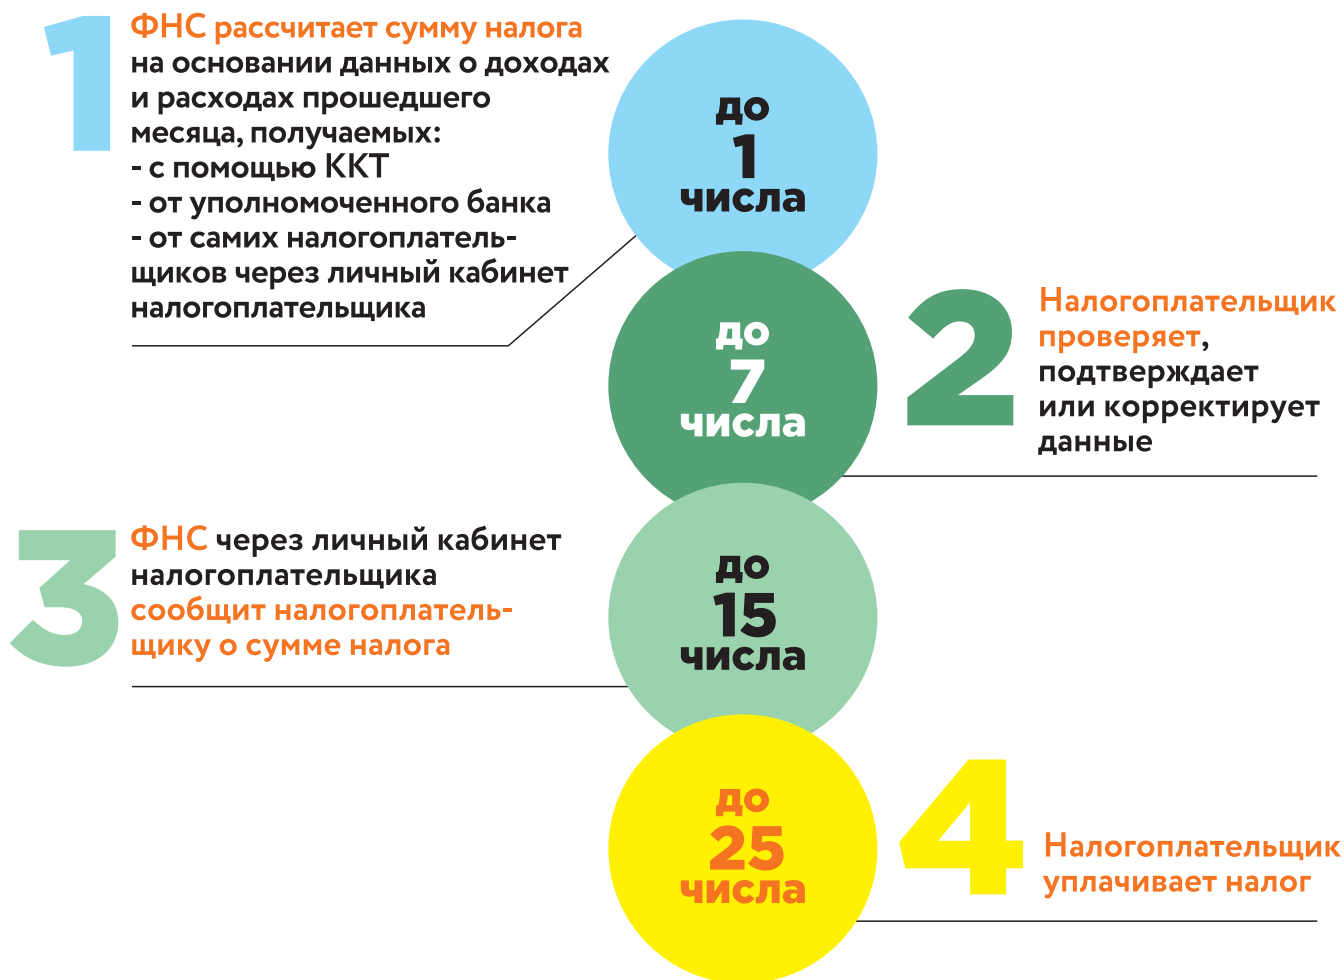 1
ФНС рассчитает сумму налога
на основании данных о доходах
и расходах прошедшего
месяца, получаемых:
- с помощью ККТ
- от уполномоченного банка
- от самих налогоплатель-
щиков через личный кабинет
налогоплательщика
до
1
числа
2
Налогоплательщик
проверяет,
подтверждает
или корректирует
данные
до
7
числа
3
ФНС через личный кабинет
налогоплательщика
сообщит налогоплатель-
щику о сумме налога
до
15
числа
4
Налогоплательщик
уплачивает налог
до
25
числа